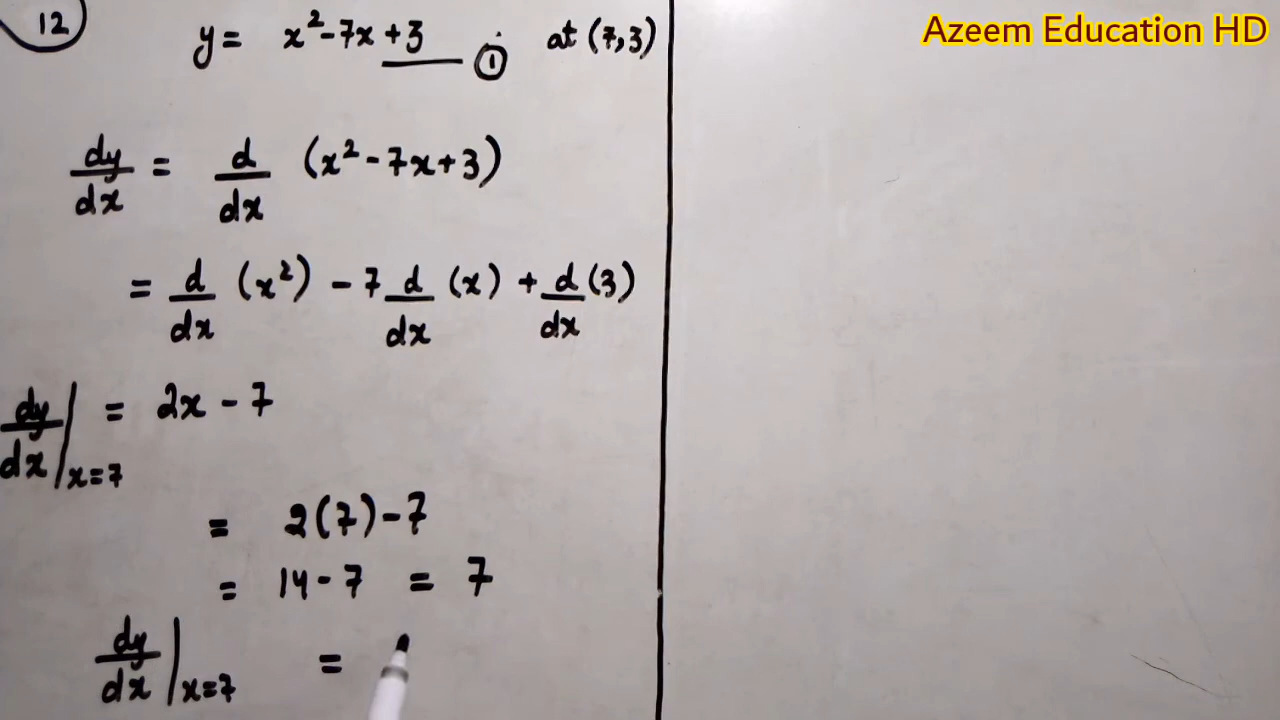 12
y = x² - 7x + 3 ① at (7,3)
Azeem Education HD
dy/dx = d/dx (x² - 7x + 3)
= d/dx (x²) - 7 d/dx (x) + d/dx (3)
dy/dx |x=7 = 2x - 7
= 2(7) - 7
= 14 - 7 = 7
dy/dx |x=7 =